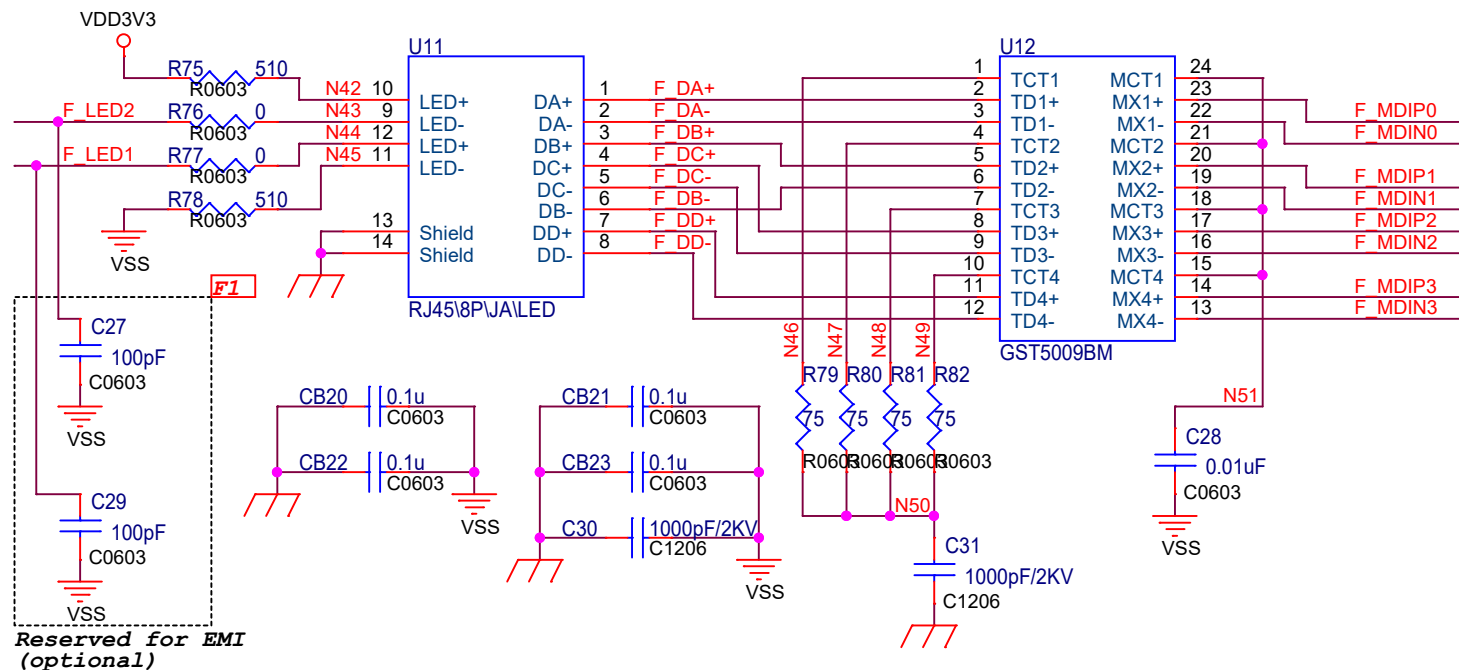 VDD3V3
R75 510
R0603
F_LED2 R76 0
R0603
F_LED1 R77 0
R0603
R78 510
R0603
VSS
N42 10
N43 9
N44 12
N45 11
13
14
U11
LED+ DA+ 1 F_DA+
LED- DA- 2 F_DA-
LED+ DB+ 3 F_DB+
LED- DC+ 4 F_DC+
DC- 5 F_DC-
DB- 6 F_DB-
Shield DD+ 7 F_DD+
Shield DD- 8 F_DD-
RJ45\8P\JA\LED
U12
1 TCT1 MCT1 24
2 TD1+ MX1+ 23 F_MDIP0
3 TD1- MX1- 22 F_MDIN0
4 TCT2 MCT2 21
5 TD2+ MX2+ 20 F_MDIP1
6 TD2- MX2- 19 F_MDIN1
7 TCT3 MCT3 18
8 TD3+ MX3+ 17 F_MDIP2
9 TD3- MX3- 16 F_MDIN2
10 TCT4 MCT4 15
11 TD4+ MX4+ 14 F_MDIP3
12 TD4- MX4- 13 F_MDIN3
GST5009BM
F1
C27
100pF
C0603
VSS
C29
100pF
C0603
VSS
Reserved for EMI
(optional)
CB20 0.1u
C0603
CB22 0.1u
C0603
VSS
CB21 0.1u
C0603
CB23 0.1u
C0603
C30 1000pF/2KV
C1206
VSS
N46 N47 N48 N49
R79 R80 R81 R82
75 75 75 75
R0603 R0603 R0603 R0603
N50
C31
1000pF/2KV
C1206
N51
C28
0.01uF
C0603
VSS